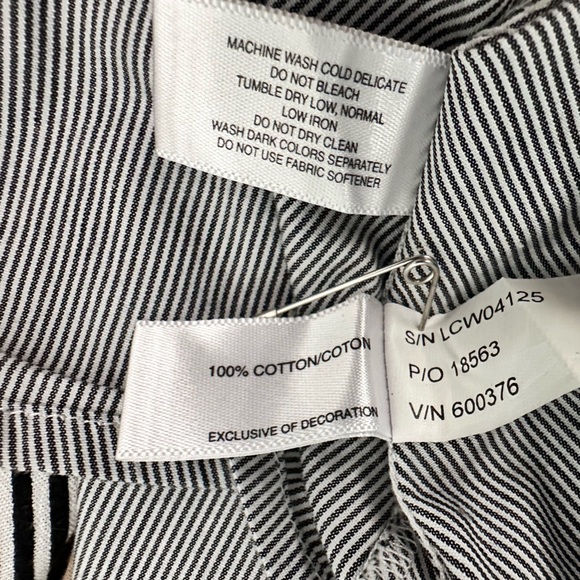 MACHINE WASH COLD DELICATE
DO NOT BLEACH
TUMBLE DRY LOW, NORMAL
LOW IRON
DO NOT DRY CLEAN
WASH DARK COLORS SEPARATELY
DO NOT USE FABRIC SOFTENER
100% COTTON/COTON
EXCLUSIVE OF DECORATION
S/N LCW04125
P/O 18563
V/N 600376